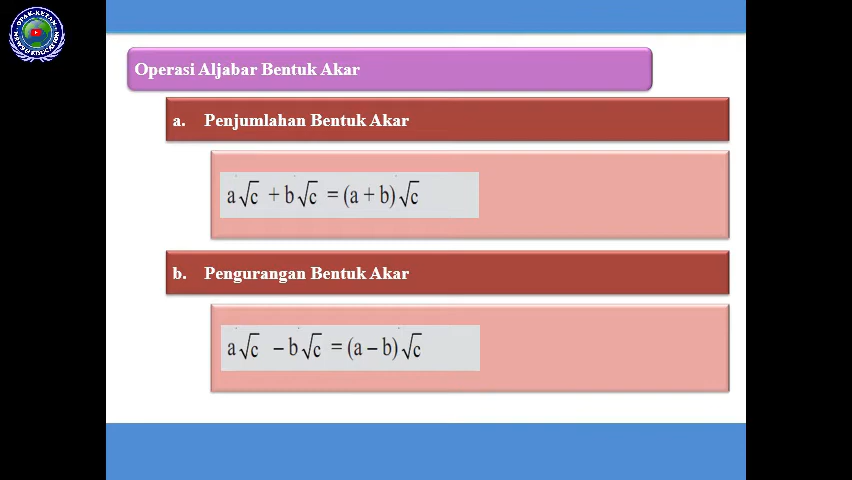 Operasi Aljabar Bentuk Akar
a. Penjumlahan Bentuk Akar
a√c + b√c = (a + b)√c
b. Pengurangan Bentuk Akar
a√c – b√c = (a – b)√c